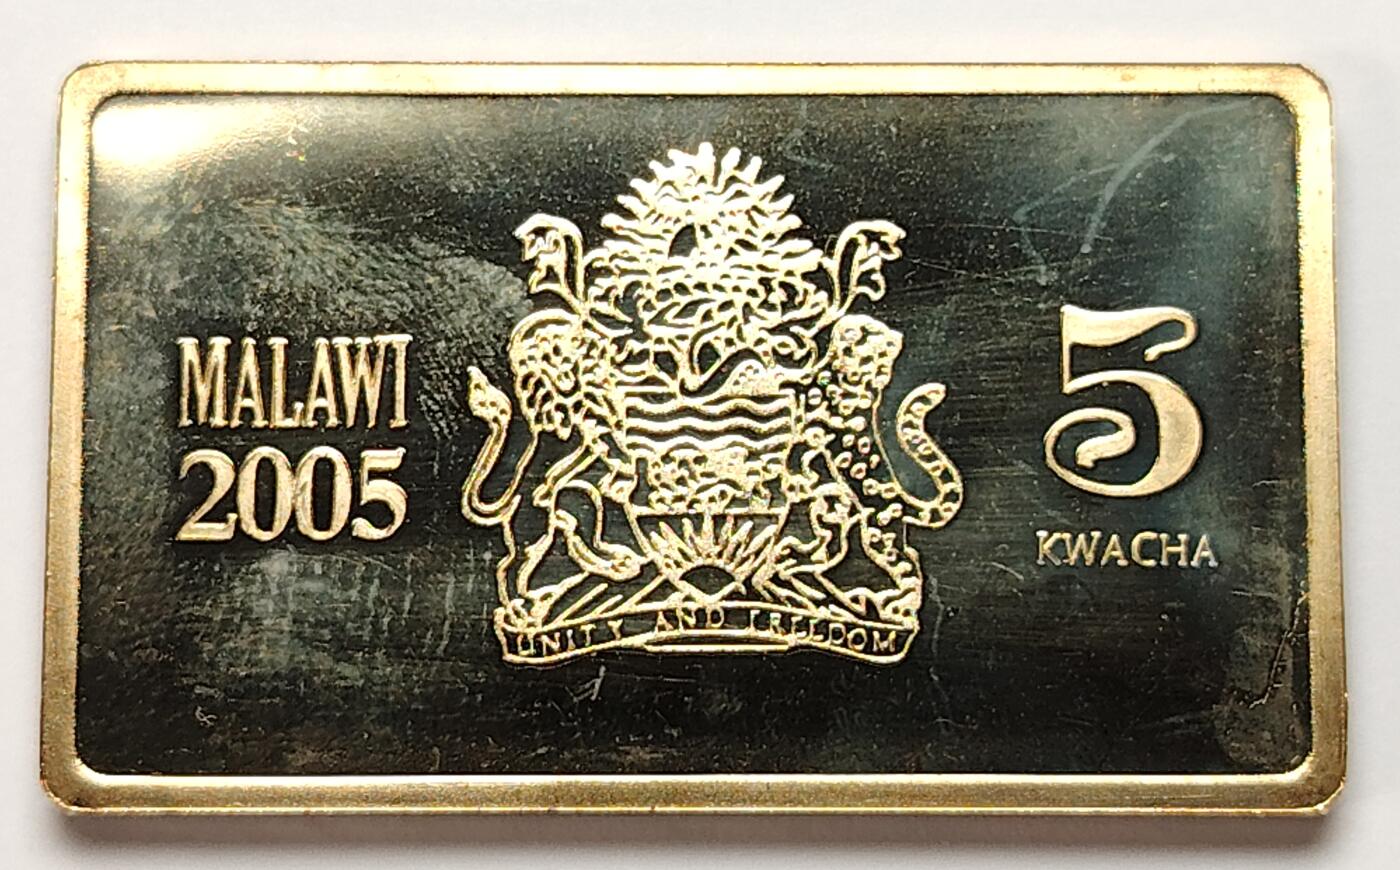 MALAWI
2005
5
KWACHA
UNITY AND FREEDOM